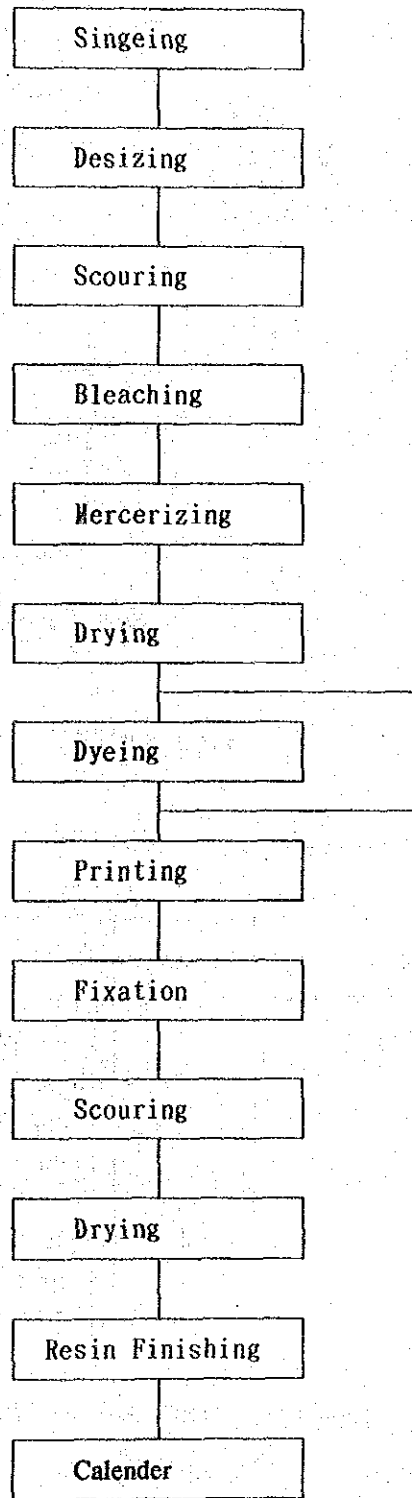 Singeing
Desizing
Scouring
Bleaching
Mercerizing
Drying
Dyeing
Printing
Fixation
Scouring
Drying
Resin Finishing
Calender